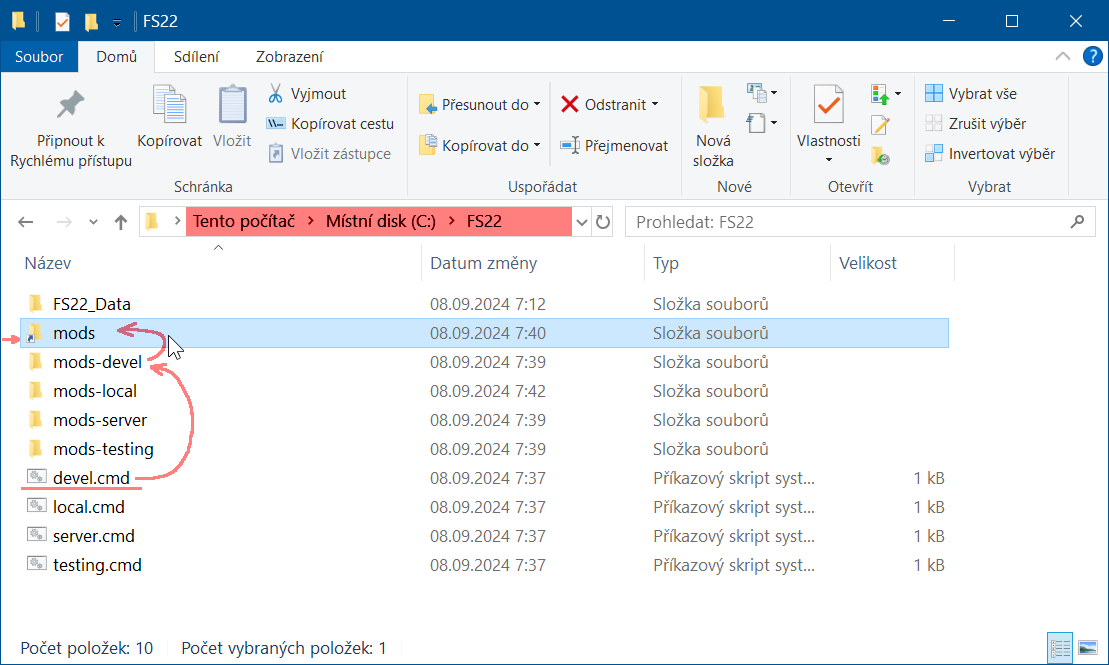 FS22
Soubor Domů Sdílení Zobrazení
Připnout k
Rychlému přístupu
Kopírovat
Vložit
Vyjmout
Kopírovat cestu
Vložit zástupce
Schránka
Přesunout do
Kopírovat do
Odstranit
Přejmenovat
Uspořádat
Nová
složka
Nové
Vlastnosti
Otevřít
Vybrat vše
Zrušit výběr
Invertovat výběr
Vybrat
Tento počítač > Místní disk (C:) > FS22
Prohledat: FS22
Název Datum změny Typ Velikost
FS22_Data 08.09.2024 7:12 Složka souborů
mods 08.09.2024 7:40 Složka souborů
mods-devel 08.09.2024 7:39 Složka souborů
mods-local 08.09.2024 7:42 Složka souborů
mods-server 08.09.2024 7:39 Složka souborů
mods-testing 08.09.2024 7:39 Složka souborů
devel.cmd 08.09.2024 7:37 Příkazový skript syst... 1 kB
local.cmd 08.09.2024 7:37 Příkazový skript syst... 1 kB
server.cmd 08.09.2024 7:37 Příkazový skript syst... 1 kB
testing.cmd 08.09.2024 7:37 Příkazový skript syst... 1 kB
Počet položek: 10 Počet vybraných položek: 1